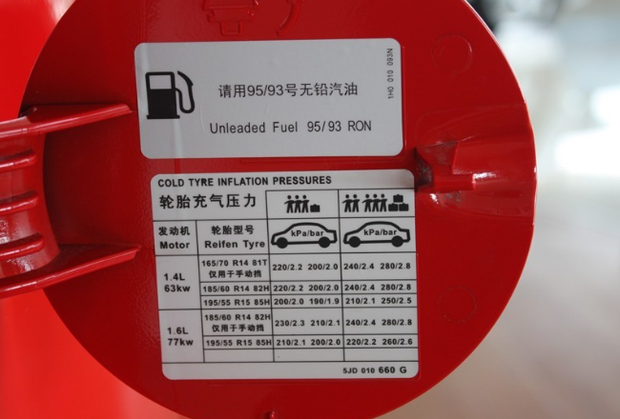 请用95/93号无铅汽油
Unleaded Fuel 95/93 RON
1H0 010 093N
COLD TYRE INFLATION PRESSURES
轮胎充气压力
发动机 轮胎型号 kPa/bar kPa/bar
Motor Reifen Tyre
1.4L 63kw
165/70 R14 81T 220/2.2 200/2.0 240/2.4 280/2.8
仅用于手动挡
185/60 R14 82H 220/2.2 200/2.0 240/2.4 280/2.8
195/55 R15 85H 200/2.0 190/1.9 210/2.1 250/2.5
1.6L 77kw
185/60 R14 82H 230/2.3 210/2.1 240/2.4 280/2.8
仅用于手动挡
195/55 R15 85H 210/2.1 200/2.0 220/2.2 260/2.6
5JD 010 660 G